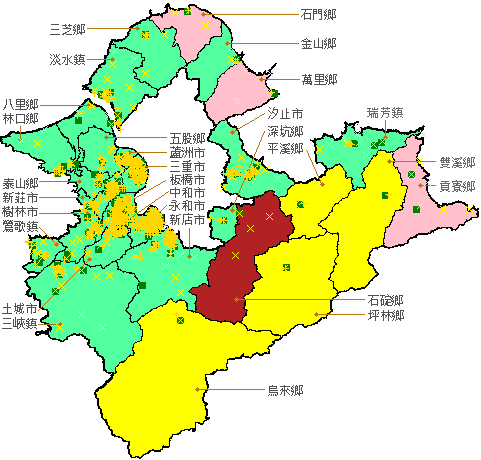 石門鄉
三芝鄉
金山鄉
淡水鎮
萬里鄉
八里鄉
林口鄉
汐止市
深坑鄉
平溪鄉
瑞芳鎮
五股鄉
蘆洲市
三重市
板橋市
中和市
永和市
新店市
雙溪鄉
貢寮鄉
泰山鄉
新莊市
樹林市
鶯歌鎮
土城市
三峽鎮
石碇鄉
坪林鄉
烏來鄉